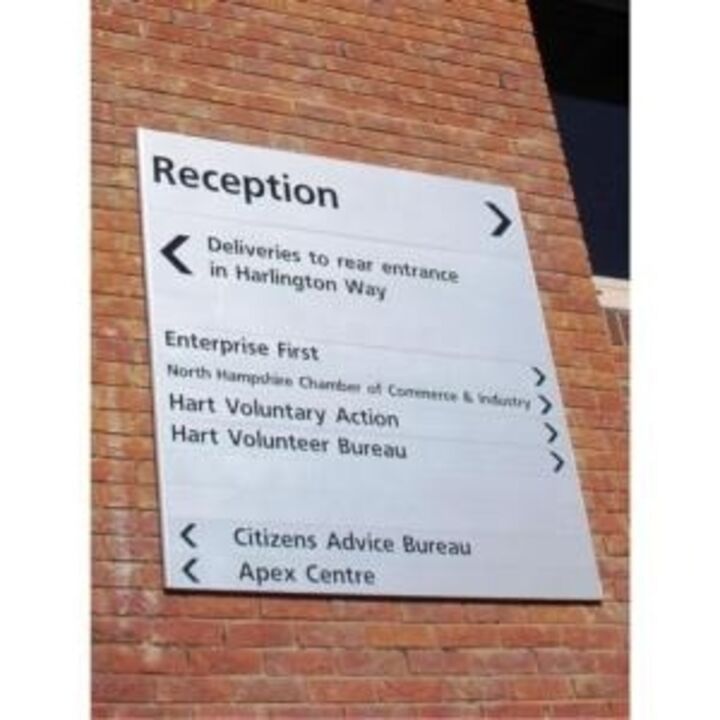 Reception
Deliveries to rear entrance
in Harlington Way
Enterprise First
North Hampshire Chamber of Commerce & Industry
Hart Voluntary Action
Hart Volunteer Bureau
Citizens Advice Bureau
Apex Centre